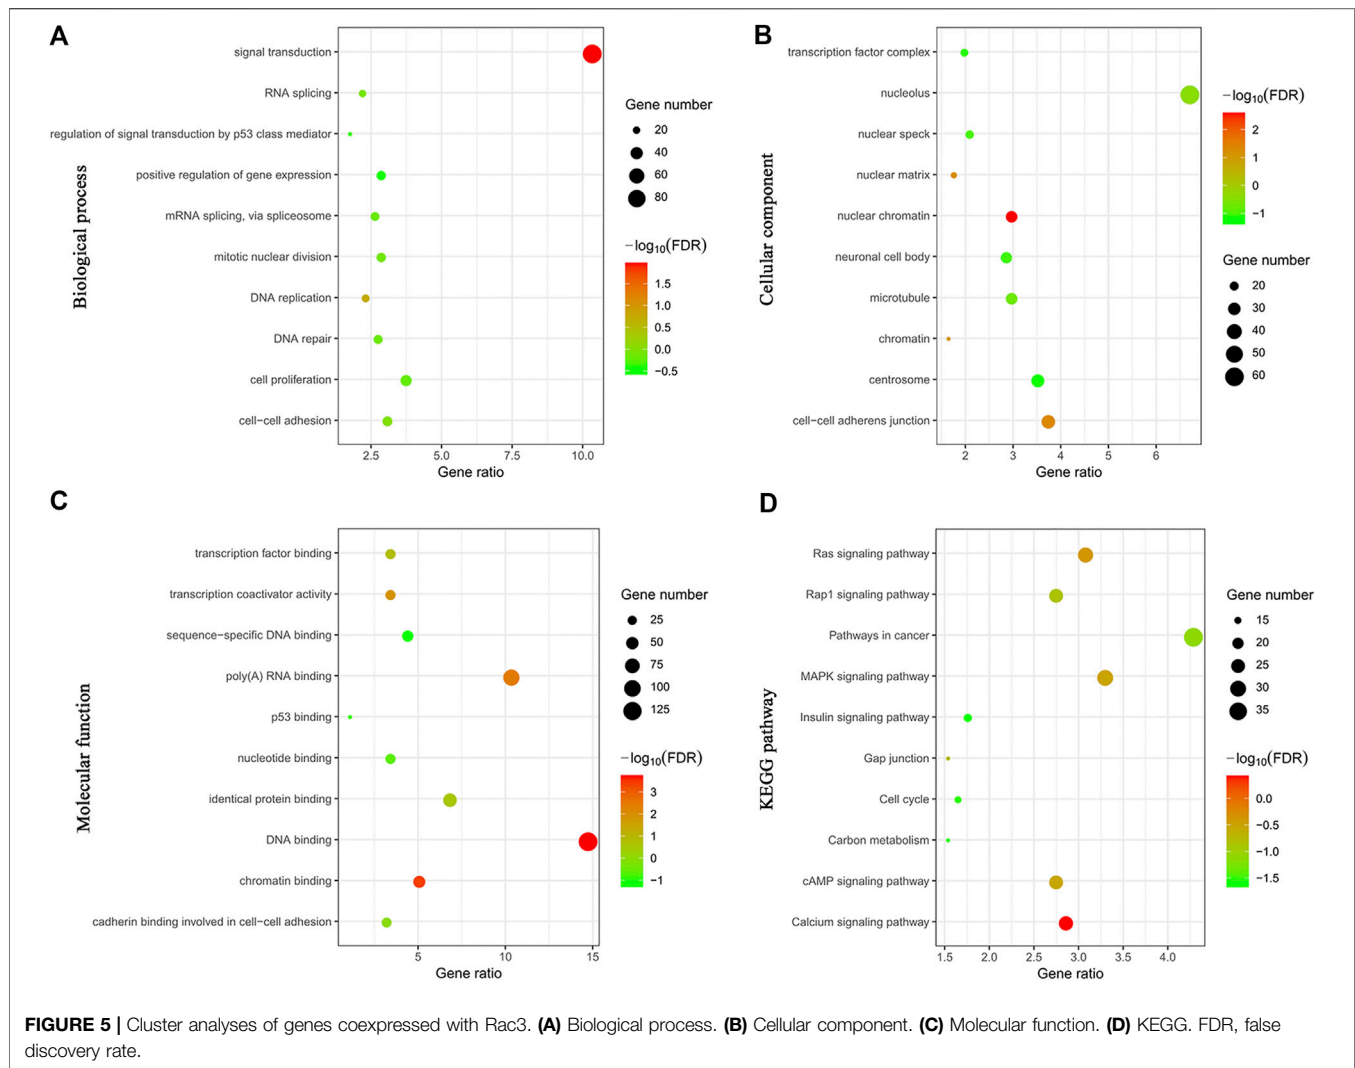 A
Biological process
signal transduction
RNA splicing
regulation of signal transduction by p53 class mediator
positive regulation of gene expression
mRNA splicing, via spliceosome
mitotic nuclear division
DNA replication
DNA repair
cell proliferation
cell−cell adhesion
2.5 5.0 7.5 10.0
Gene ratio
Gene number
20
40
60
80
−log10(FDR)
1.5
1.0
0.5
0.0
−0.5
B
Cellular component
transcription factor complex
nucleolus
nuclear speck
nuclear matrix
nuclear chromatin
neuronal cell body
microtubule
chromatin
centrosome
cell−cell adherens junction
2 3 4 5 6
Gene ratio
−log10(FDR)
2
1
0
−1
Gene number
20
30
40
50
60
C
Molecular function
transcription factor binding
transcription coactivator activity
sequence−specific DNA binding
poly(A) RNA binding
p53 binding
nucleotide binding
identical protein binding
DNA binding
chromatin binding
cadherin binding involved in cell−cell adhesion
5 10 15
Gene ratio
Gene number
25
50
75
100
125
−log10(FDR)
3
2
1
0
−1
D
KEGG pathway
Ras signaling pathway
Rap1 signaling pathway
Pathways in cancer
MAPK signaling pathway
Insulin signaling pathway
Gap junction
Cell cycle
Carbon metabolism
cAMP signaling pathway
Calcium signaling pathway
1.5 2.0 2.5 3.0 3.5 4.0
Gene ratio
Gene number
15
20
25
30
35
−log10(FDR)
0.0
−0.5
−1.0
−1.5
FIGURE 5 | Cluster analyses of genes coexpressed with Rac3. (A) Biological process. (B) Cellular component. (C) Molecular function. (D) KEGG. FDR, false
discovery rate.